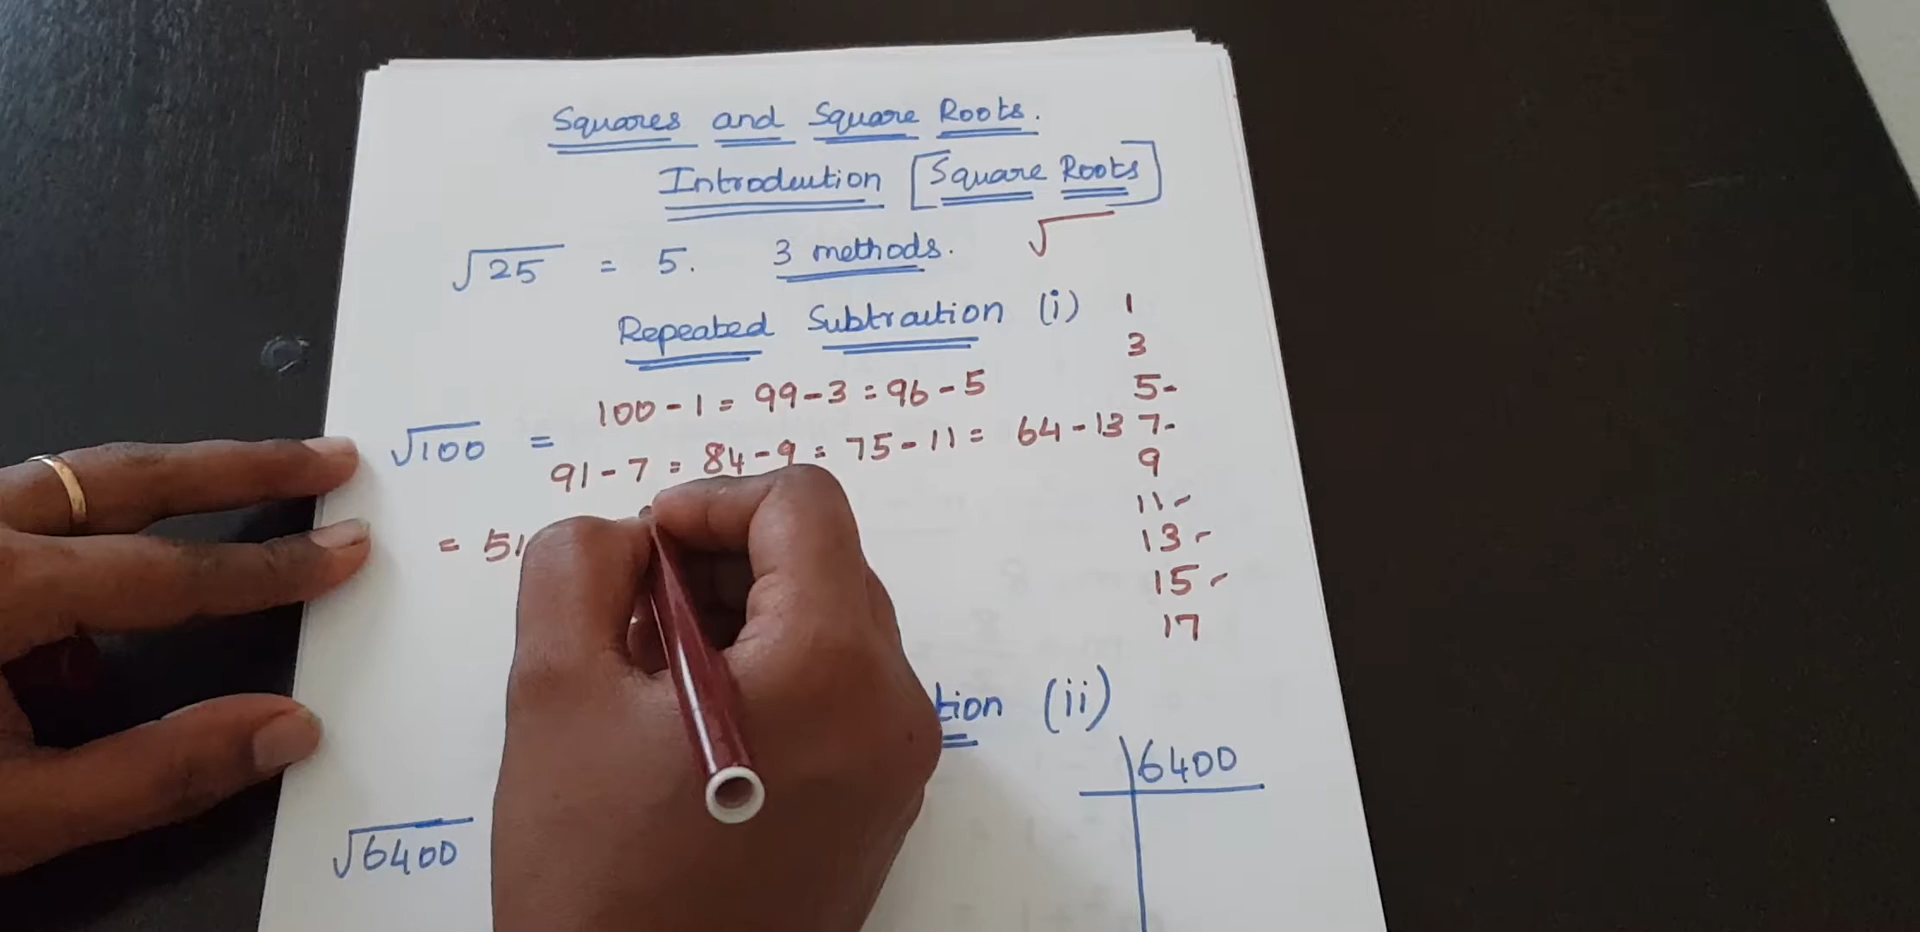 Squares and Square Roots.
Introduction [Square Roots]
√25 = 5. 3 methods. √
Repeated Subtraction (i) 1
3
100 - 1 = 99 - 3 = 96 - 5 5-
√100 = 91 - 7 = 84 - 9 = 75 - 11 = 64 - 13 7-
9
11-
= 51 13-
15-
17
(ii)
6400
√6400